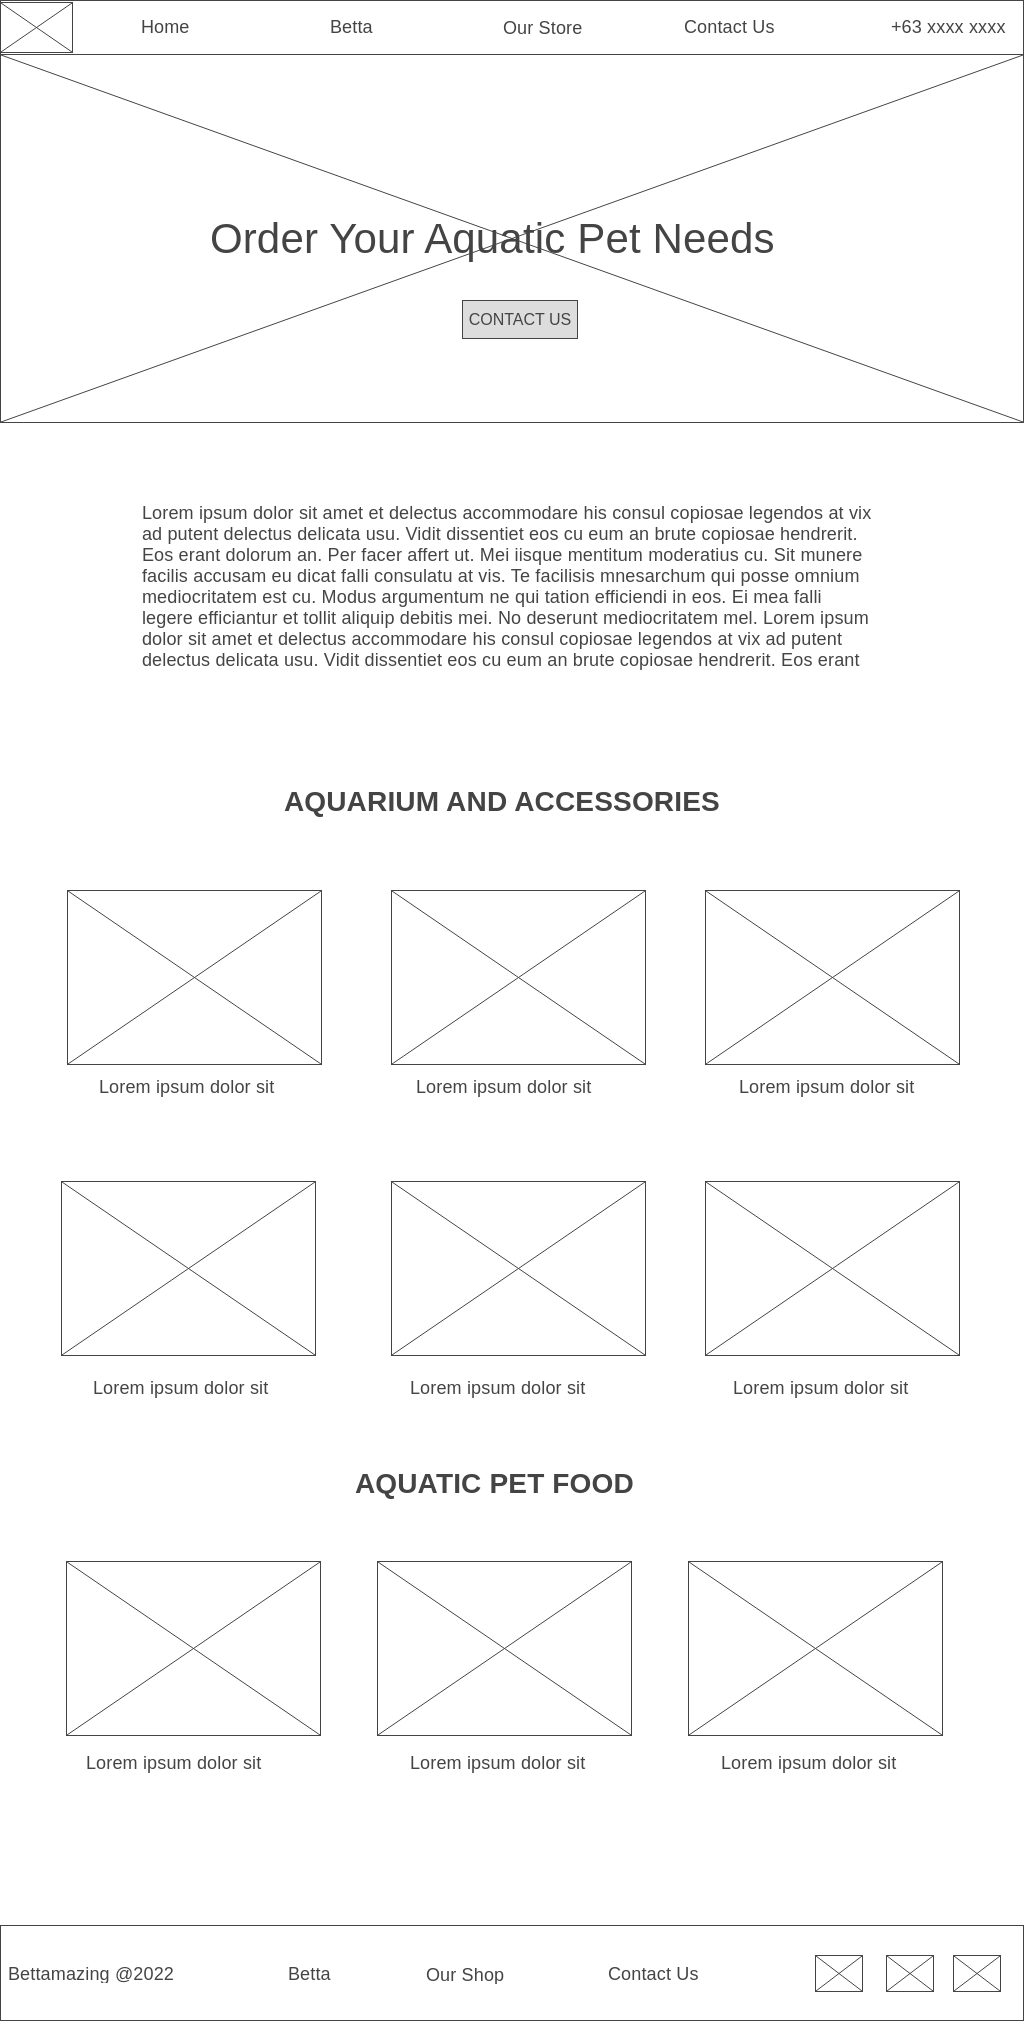 Home Betta Our Store Contact Us +63 xxxx xxxx
Order Your Aquatic Pet Needs
CONTACT US
Lorem ipsum dolor sit amet et delectus accommodare his consul copiosae legendos at vix
ad putent delectus delicata usu. Vidit dissentiet eos cu eum an brute copiosae hendrerit.
Eos erant dolorum an. Per facer affert ut. Mei iisque mentitum moderatius cu. Sit munere
facilis accusam eu dicat falli consulatu at vis. Te facilisis mnesarchum qui posse omnium
mediocritatem est cu. Modus argumentum ne qui tation efficiendi in eos. Ei mea falli
legere efficiantur et tollit aliquip debitis mei. No deserunt mediocritatem mel. Lorem ipsum
dolor sit amet et delectus accommodare his consul copiosae legendos at vix ad putent
delectus delicata usu. Vidit dissentiet eos cu eum an brute copiosae hendrerit. Eos erant
AQUARIUM AND ACCESSORIES
Lorem ipsum dolor sit Lorem ipsum dolor sit Lorem ipsum dolor sit
Lorem ipsum dolor sit Lorem ipsum dolor sit Lorem ipsum dolor sit
AQUATIC PET FOOD
Lorem ipsum dolor sit Lorem ipsum dolor sit Lorem ipsum dolor sit
Bettamazing @2022 Betta Our Shop Contact Us